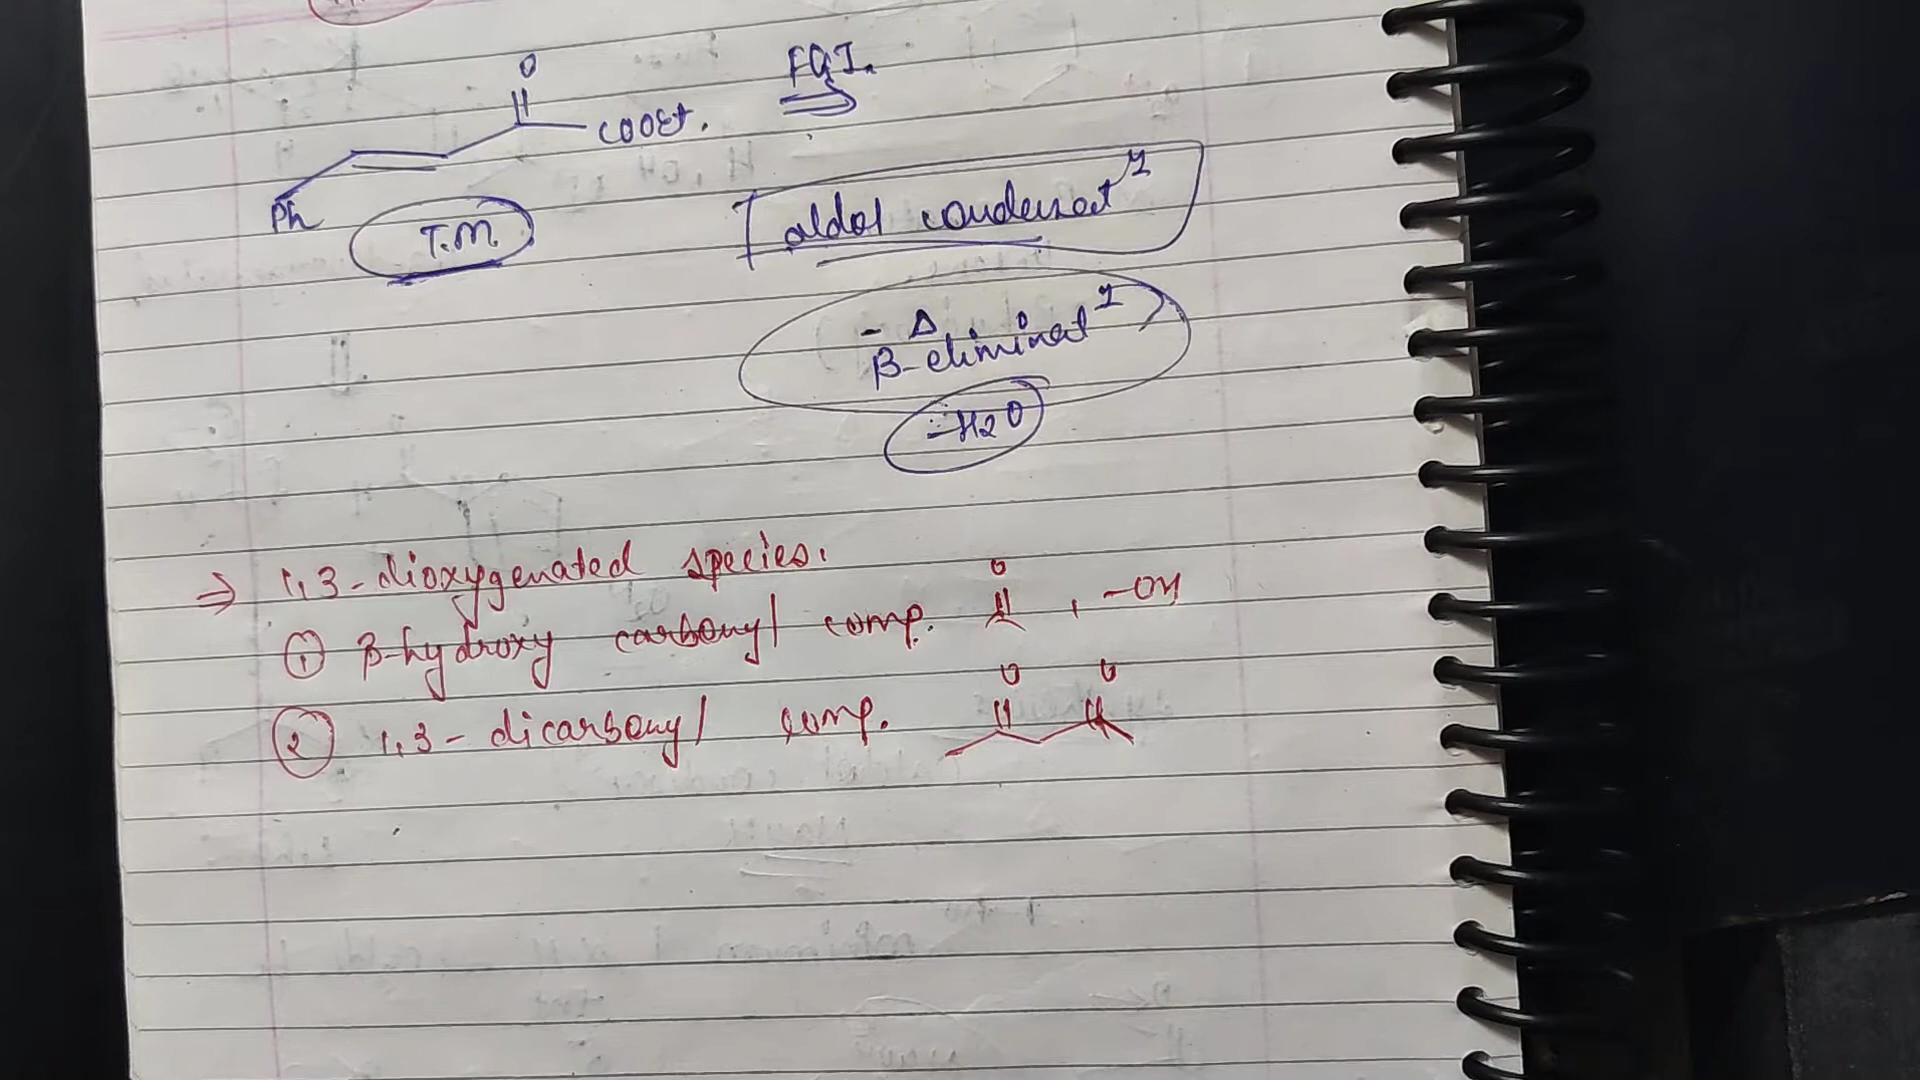 O
FGI.
⇒
COOEt.
Ph
T.M.
aldol condensat^n
- Δ
β-eliminat^n
-H2O
⇒ 1,3-dioxygenated species.
① β-hydroxy carbonyl comp. O , -OH
② 1,3-dicarbonyl comp. O O